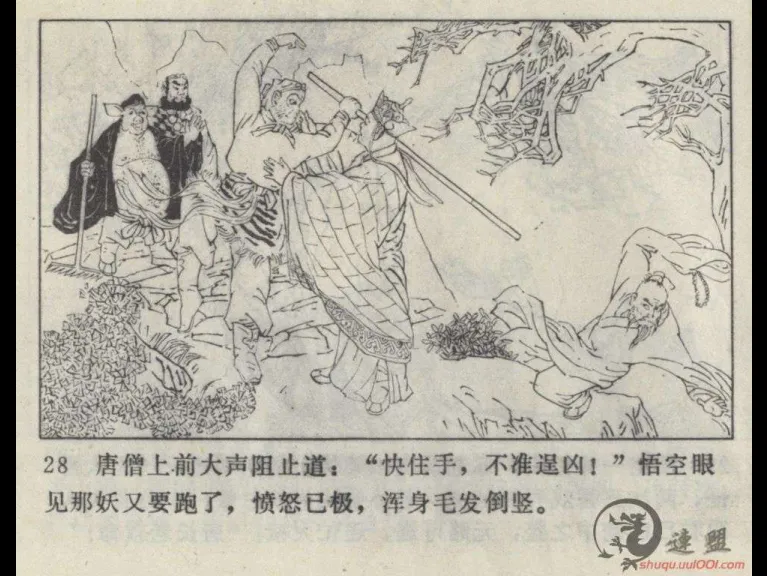 28 唐僧上前大声阻止道：“快住手，不准逞凶！”悟空眼
见那妖又要跑了，愤怒已极，浑身毛发倒竖。
連盟
shuqu.uu1001.com